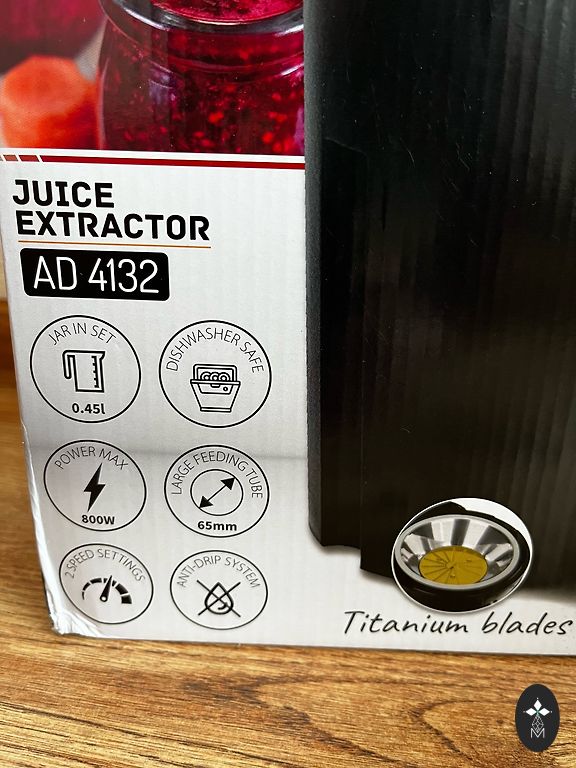 JUICE
EXTRACTOR
AD 4132
JAR IN SET
0.45l
DISHWASHER SAFE
POWER MAX
800W
LARGE FEEDING TUBE
65mm
2 SPEED SETTINGS
ANTI-DRIP SYSTEM
Titanium blades
M